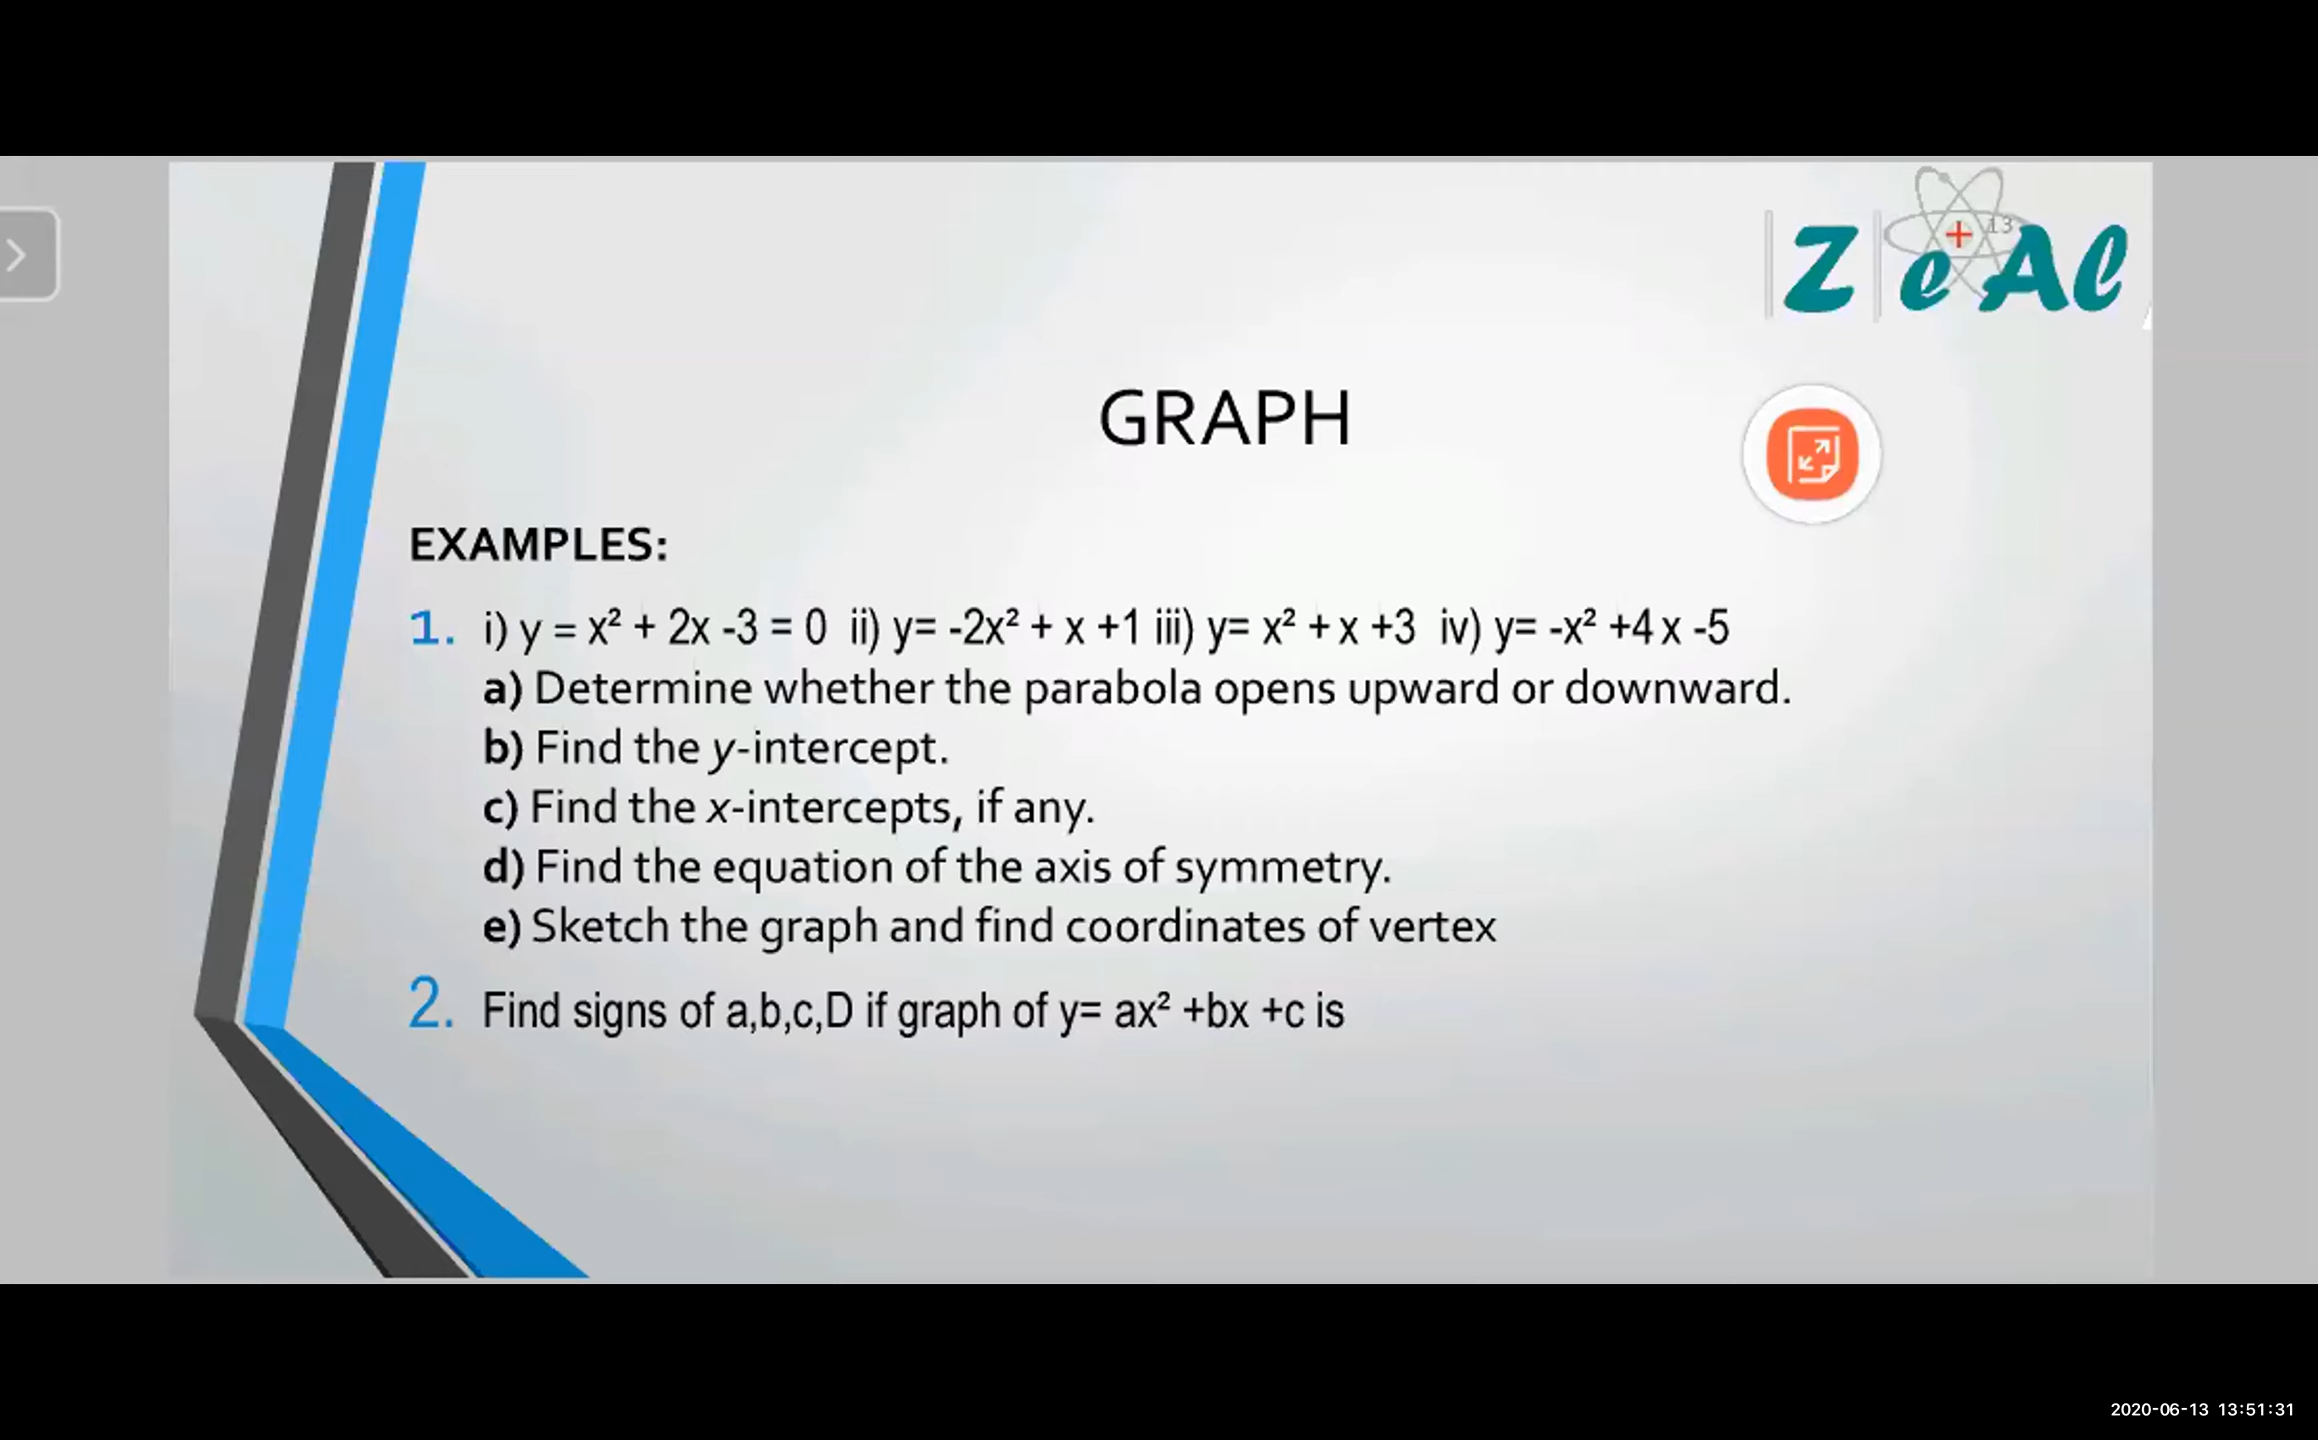 ZeAl
13
GRAPH
EXAMPLES:
1. i) y = x² + 2x -3 = 0 ii) y= -2x² + x +1 iii) y= x² + x +3 iv) y= -x² +4 x -5
a) Determine whether the parabola opens upward or downward.
b) Find the y-intercept.
c) Find the x-intercepts, if any.
d) Find the equation of the axis of symmetry.
e) Sketch the graph and find coordinates of vertex
2. Find signs of a,b,c,D if graph of y= ax² +bx +c is
2020-06-13 13:51:31